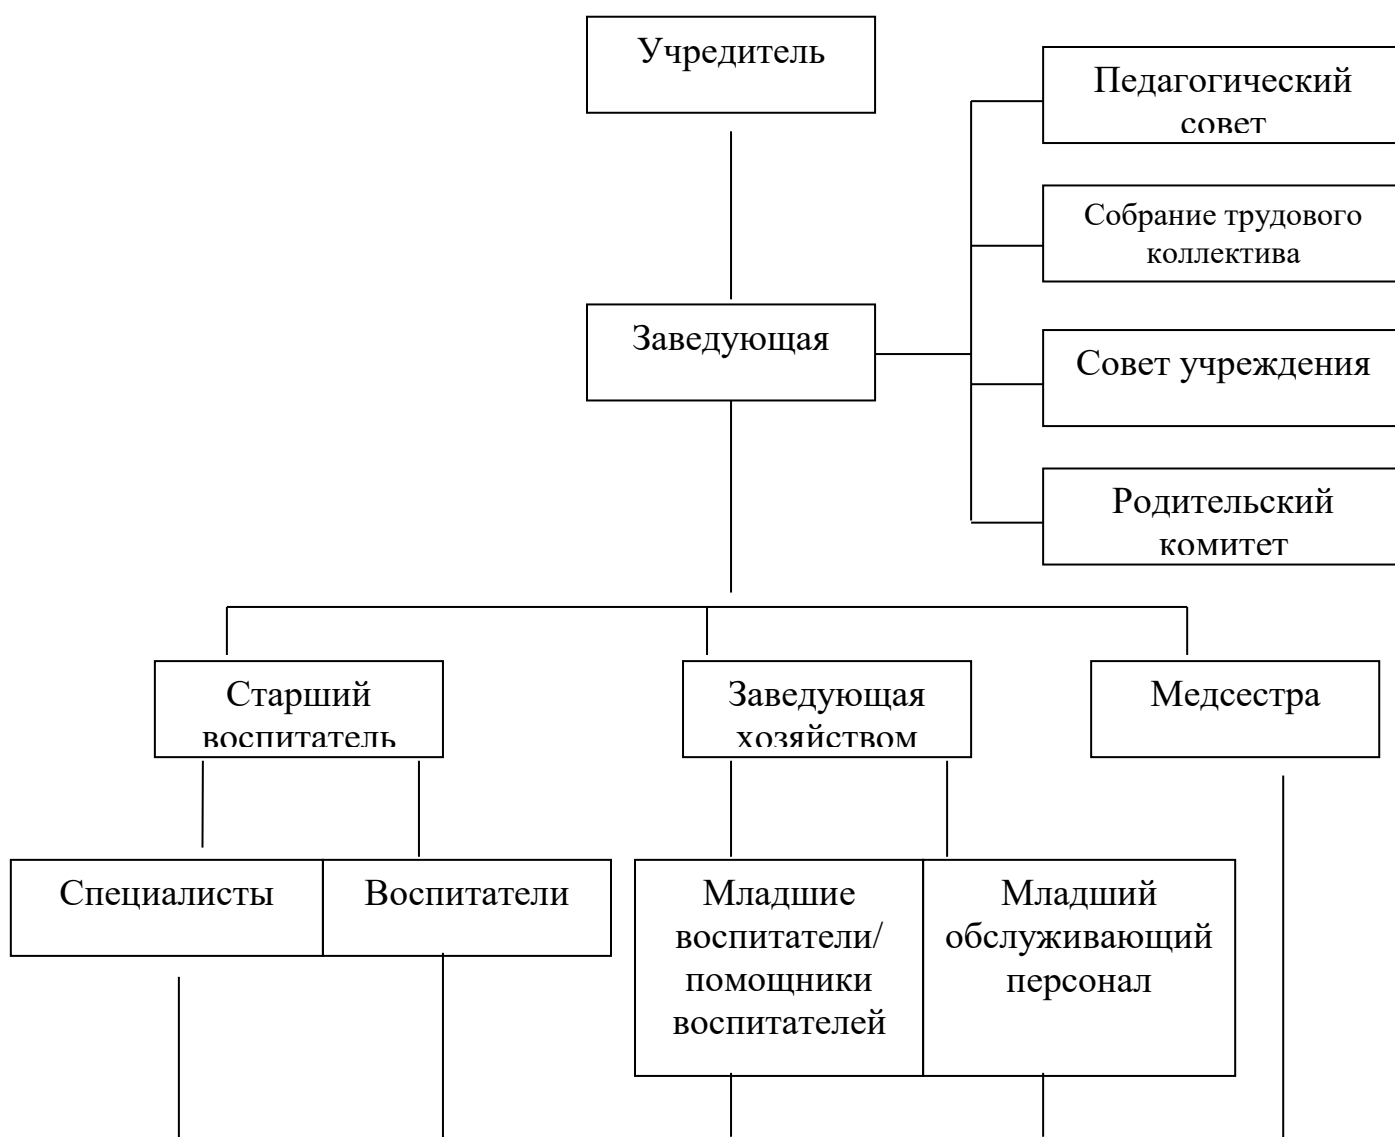 Учредитель
Педагогический
совет
Собрание трудового
коллектива
Заведующая
Совет учреждения
Родительский
комитет
Старший
воспитатель
Заведующая
хозяйством
Медсестра
Специалисты
Воспитатели
Младшие
воспитатели/
помощники
воспитателей
Младший
обслуживающий
персонал